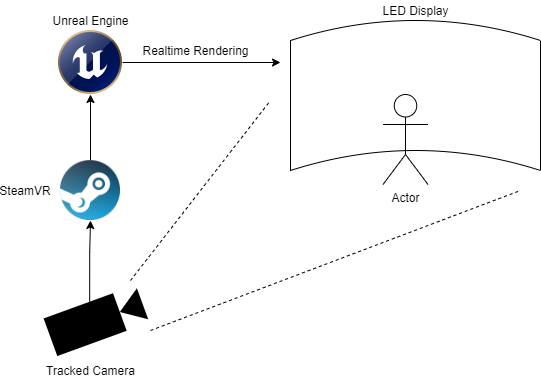 Unreal Engine
LED Display
Realtime Rendering
SteamVR
Actor
Tracked Camera